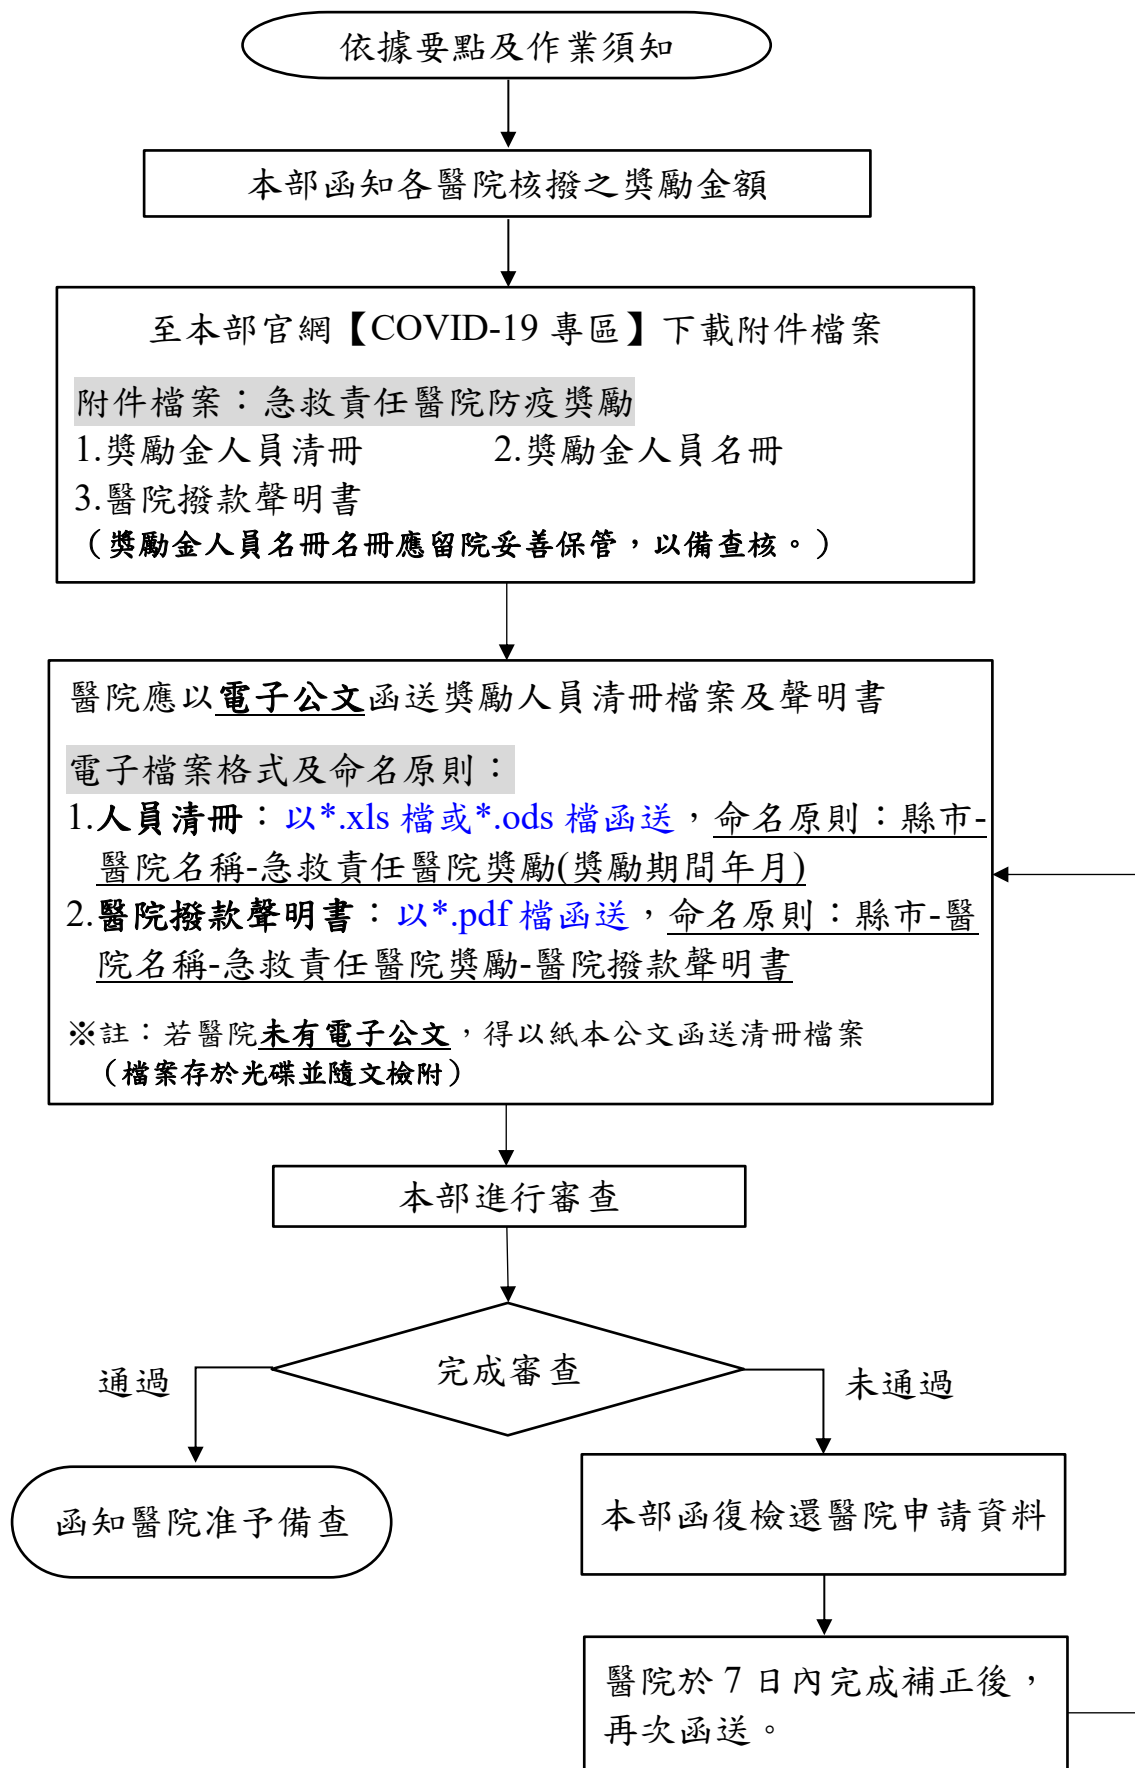 依據要點及作業須知
本部函知各醫院核撥之獎勵金額
至本部官網【COVID-19 專區】下載附件檔案
附件檔案：急救責任醫院防疫獎勵
1.獎勵金人員清冊 2.獎勵金人員名冊
3.醫院撥款聲明書
（獎勵金人員名冊名冊應留院妥善保管，以備查核。）
醫院應以電子公文函送獎勵人員清冊檔案及聲明書
電子檔案格式及命名原則：
1.人員清冊：以*.xls 檔或*.ods 檔函送，命名原則：縣市-
醫院名稱-急救責任醫院獎勵(獎勵期間年月)
2.醫院撥款聲明書：以*.pdf 檔函送，命名原則：縣市-醫
院名稱-急救責任醫院獎勵-醫院撥款聲明書
※註：若醫院未有電子公文，得以紙本公文函送清冊檔案
（檔案存於光碟並隨文檢附）
本部進行審查
完成審查
通過
未通過
函知醫院准予備查
本部函復檢還醫院申請資料
醫院於 7 日內完成補正後，
再次函送。